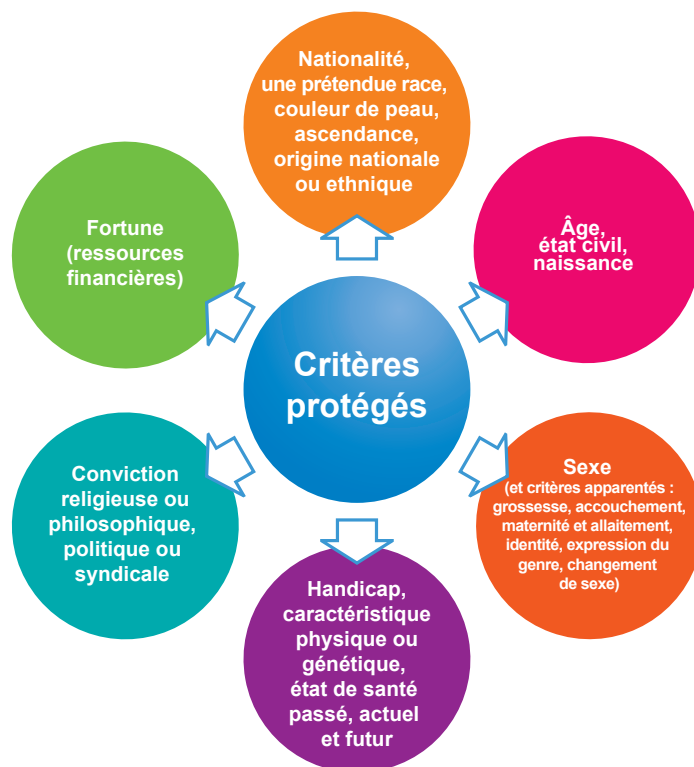 Nationalité,
une prétendue race,
couleur de peau,
ascendance,
origine nationale
ou ethnique
Fortune
(ressources
financières)
Âge,
état civil,
naissance
Critères
protégés
Conviction
religieuse ou
philosophique,
politique ou
syndicale
Sexe
(et critères apparentés :
grossesse, accouchement,
maternité et allaitement,
identité, expression du
genre, changement
de sexe)
Handicap,
caractéristique
physique ou
génétique,
état de santé
passé, actuel
et futur